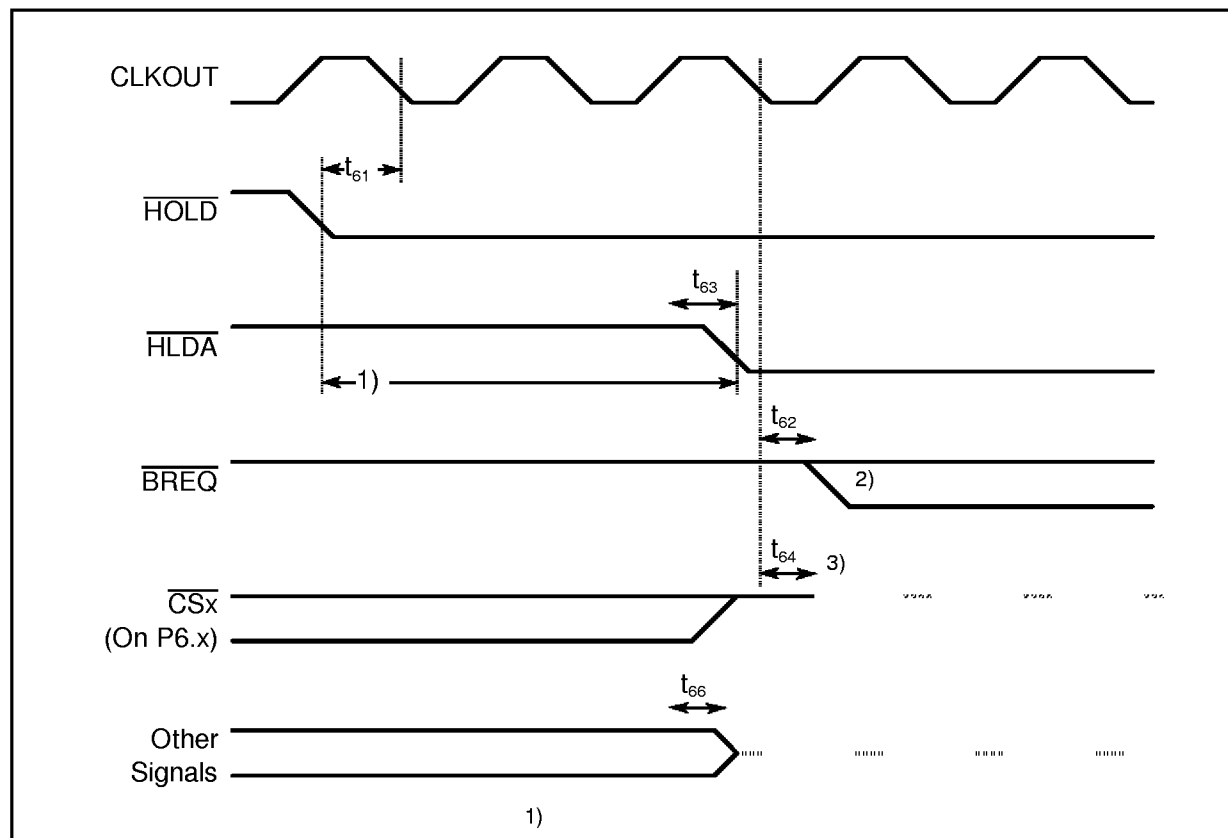 CLKOUT
t61
HOLD
t63
HLDA
1)
t62
BREQ
2)
t64
3)
CSx
(On P6.x)
t66
Other
Signals
1)